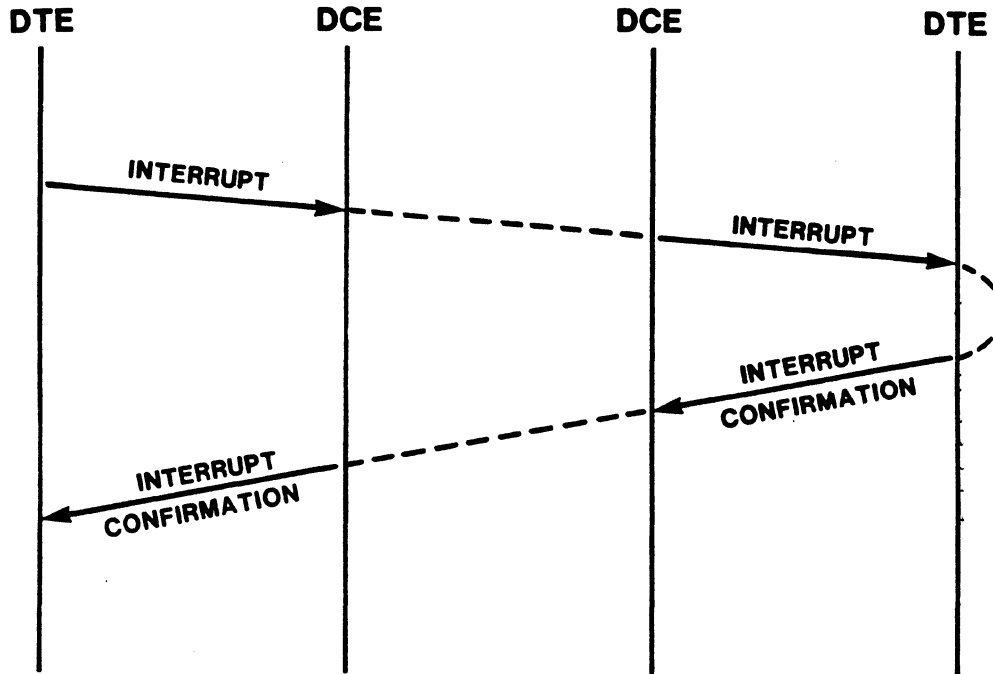 DTE DCE DCE DTE
INTERRUPT
INTERRUPT
INTERRUPT
CONFIRMATION
INTERRUPT
CONFIRMATION